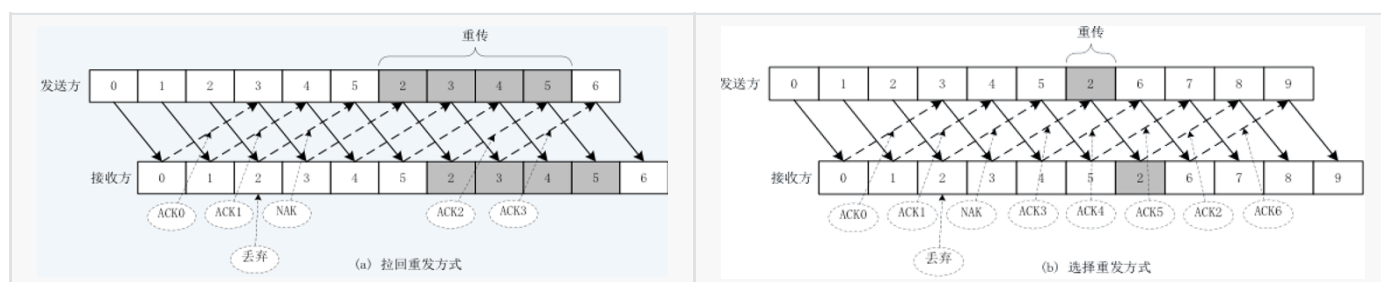 重传
发送方 0 1 2 3 4 5 2 3 4 5 6
接收方 0 1 2 3 4 5 2 3 4 5 6
ACK0 ACK1 NAK ACK2 ACK3
丢弃
(a) 拉回重发方式
重传
发送方 0 1 2 3 4 5 2 6 7 8 9
接收方 0 1 2 3 4 5 2 6 7 8 9
ACK0 ACK1 NAK ACK3 ACK4 ACK5 ACK2 ACK6
丢弃
(b) 选择重发方式